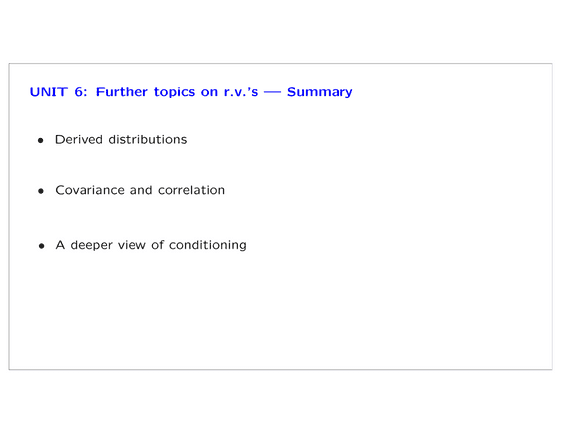 UNIT 6: Further topics on r.v.'s — Summary
• Derived distributions
• Covariance and correlation
• A deeper view of conditioning